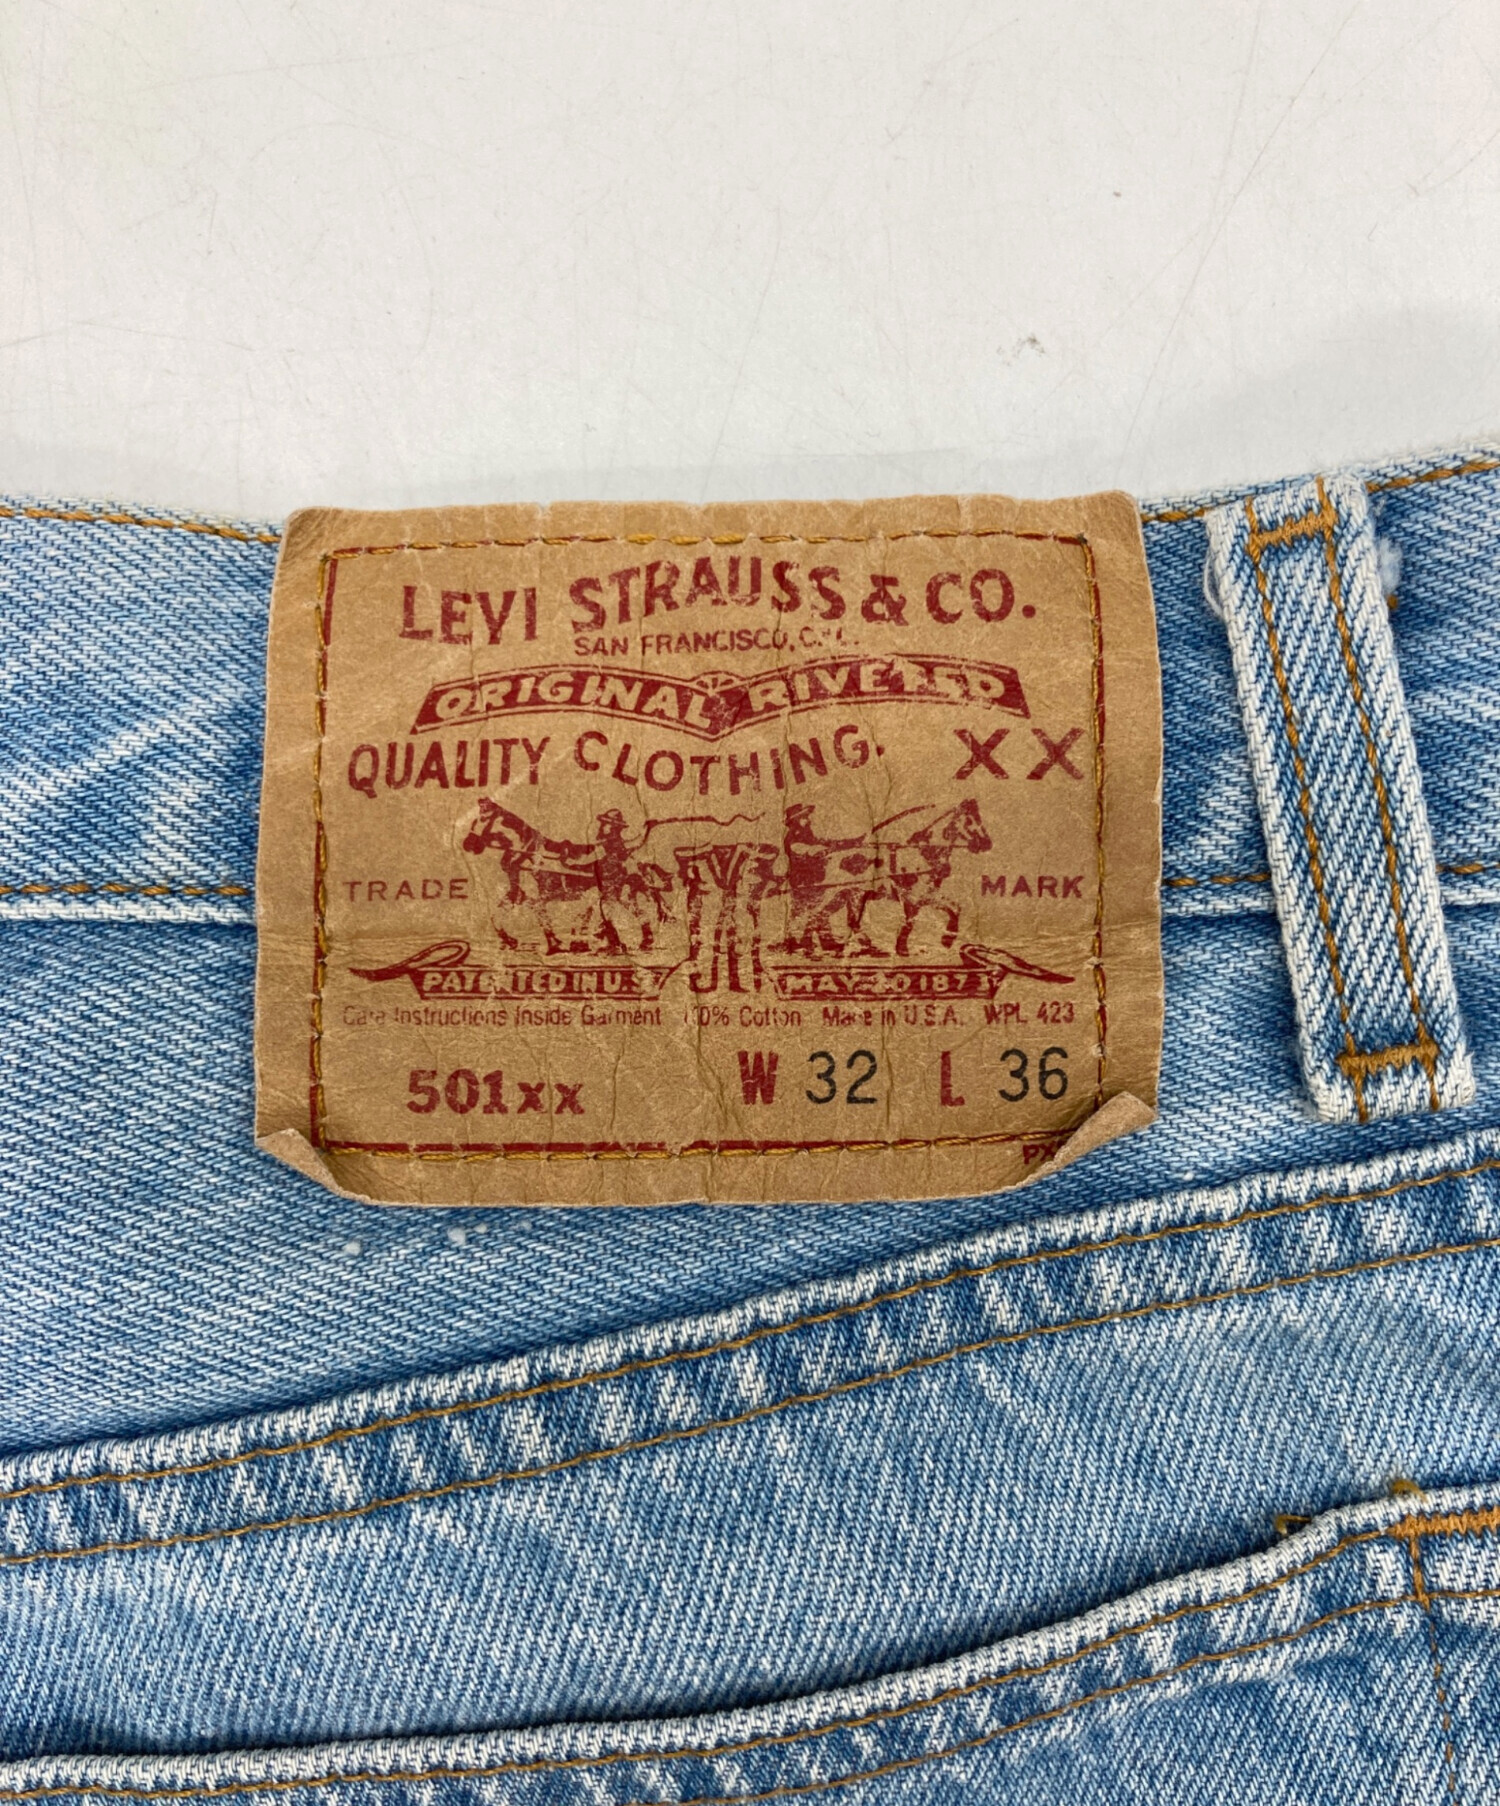 LEVI STRAUSS & CO.
SAN FRANCISCO, CAL.
ORIGINAL RIVETED
QUALITY CLOTHING. XX
TRADE MARK
PATENTED IN U.S. MAY 20 1873
Care Instructions Inside Garment 100% Cotton Made in U.S.A. WPL 423
501xx W 32 L 36